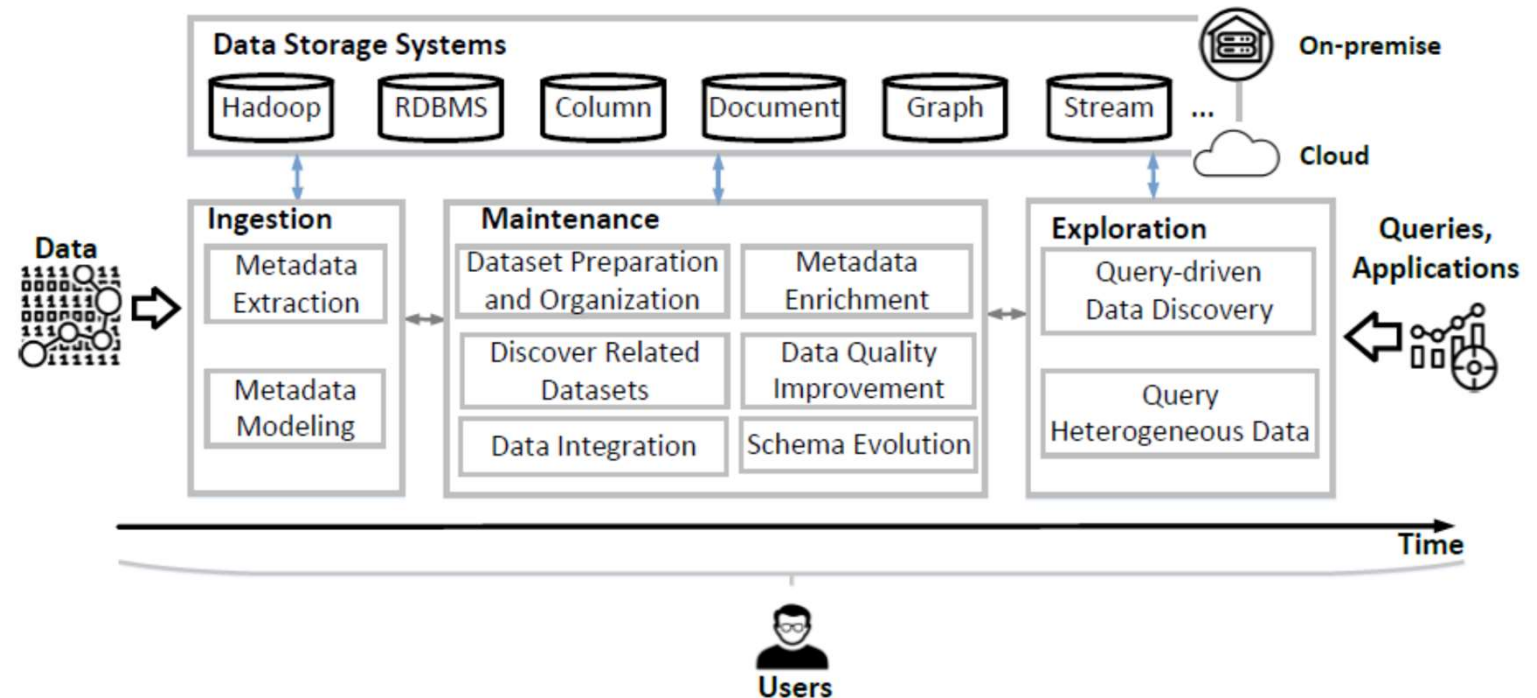 Data Storage Systems
On-premise
Hadoop
RDBMS
Column
Document
Graph
Stream
...
Cloud
Data
Ingestion
Metadata
Extraction
Metadata
Modeling
Maintenance
Dataset Preparation
and Organization
Metadata
Enrichment
Discover Related
Datasets
Data Quality
Improvement
Data Integration
Schema Evolution
Exploration
Query-driven
Data Discovery
Query
Heterogeneous Data
Queries,
Applications
Time
Users